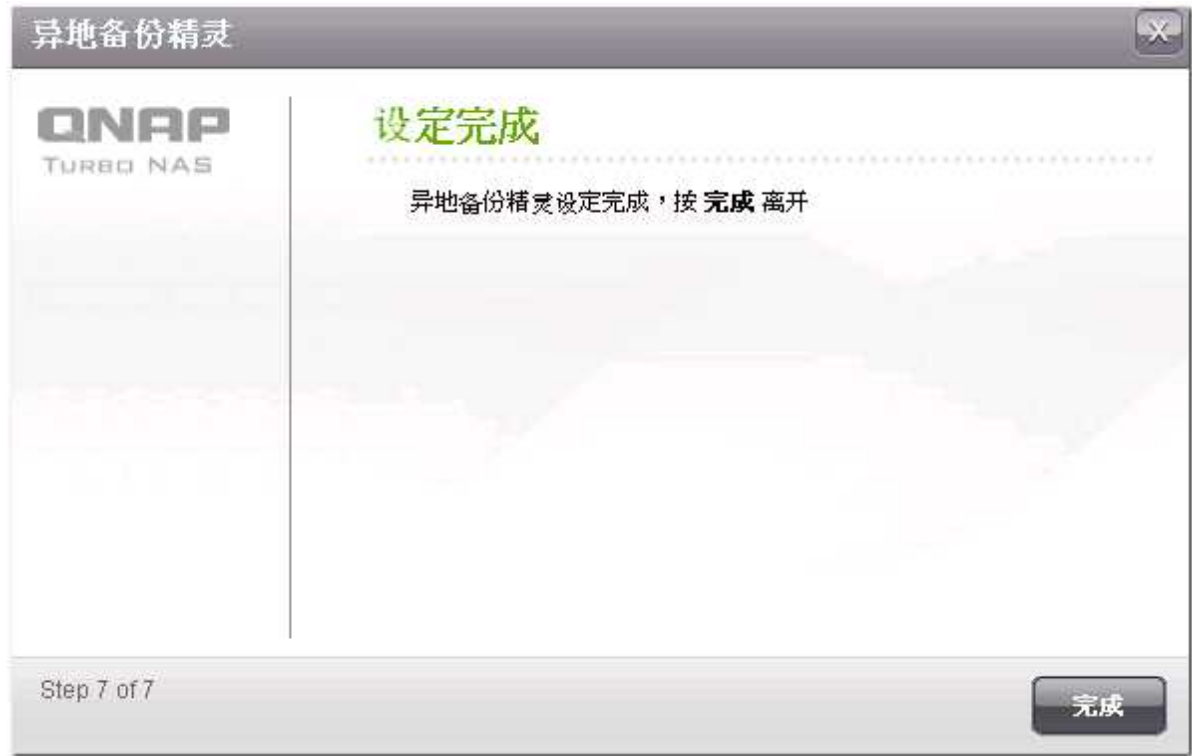 异地备份精灵
X
QNAP
TURBO NAS
设定完成
异地备份精灵设定完成，按 完成 离开
Step 7 of 7
完成